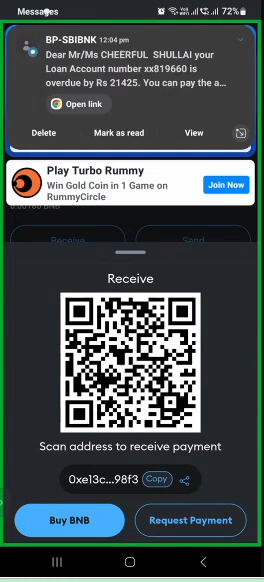 Messages
72%
BP-SBIBNK 12:04 pm
Dear Mr/Ms CHEERFUL SHULLAI your
Loan Account number xx819660 is
overdue by Rs 21425. You can pay the a...
Open link
Delete
Mark as read
View
Play Turbo Rummy
Win Gold Coin in 1 Game on
RummyCircle
Join Now
0.00180 BNB
Receive
Send
Receive
Scan address to receive payment
0xe13c...98f3
Copy
Buy BNB
Request Payment